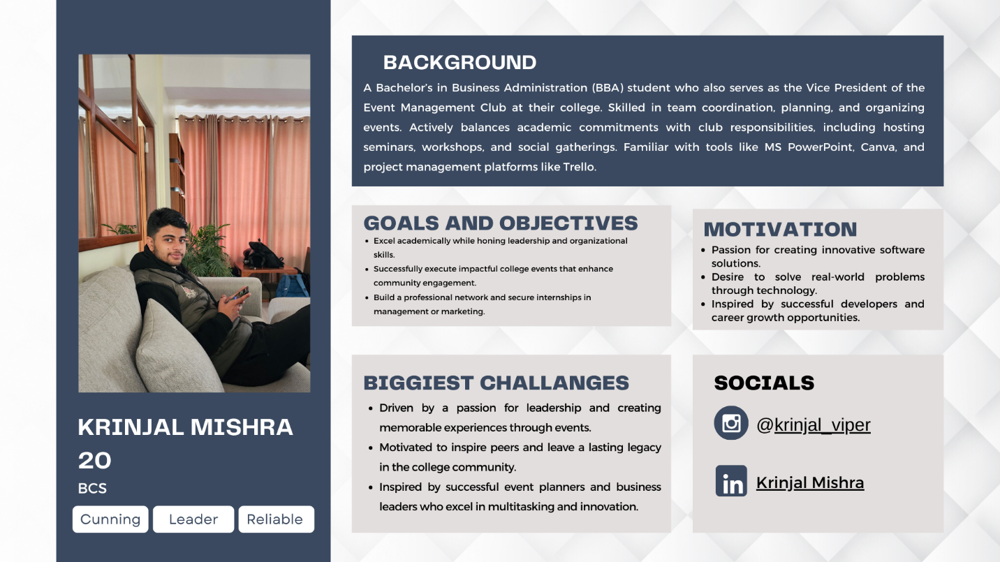 KRINJAL MISHRA
20
BCS
Cunning
Leader
Reliable
BACKGROUND
A Bachelor's in Business Administration (BBA) student who also serves as the Vice President of the
Event Management Club at their college. Skilled in team coordination, planning, and organizing
events. Actively balances academic commitments with club responsibilities, including hosting
seminars, workshops, and social gatherings. Familiar with tools like MS PowerPoint, Canva, and
project management platforms like Trello.
GOALS AND OBJECTIVES
• Excel academically while honing leadership and organizational
skills.
• Successfully execute impactful college events that enhance
community engagement.
• Build a professional network and secure internships in
management or marketing.
MOTIVATION
• Passion for creating innovative software
solutions.
• Desire to solve real-world problems
through technology.
• Inspired by successful developers and
career growth opportunities.
BIGGIEST CHALLANGES
• Driven by a passion for leadership and creating
memorable experiences through events.
• Motivated to inspire peers and leave a lasting legacy
in the college community.
• Inspired by successful event planners and business
leaders who excel in multitasking and innovation.
SOCIALS
@krinjal_viper
in
Krinjal Mishra